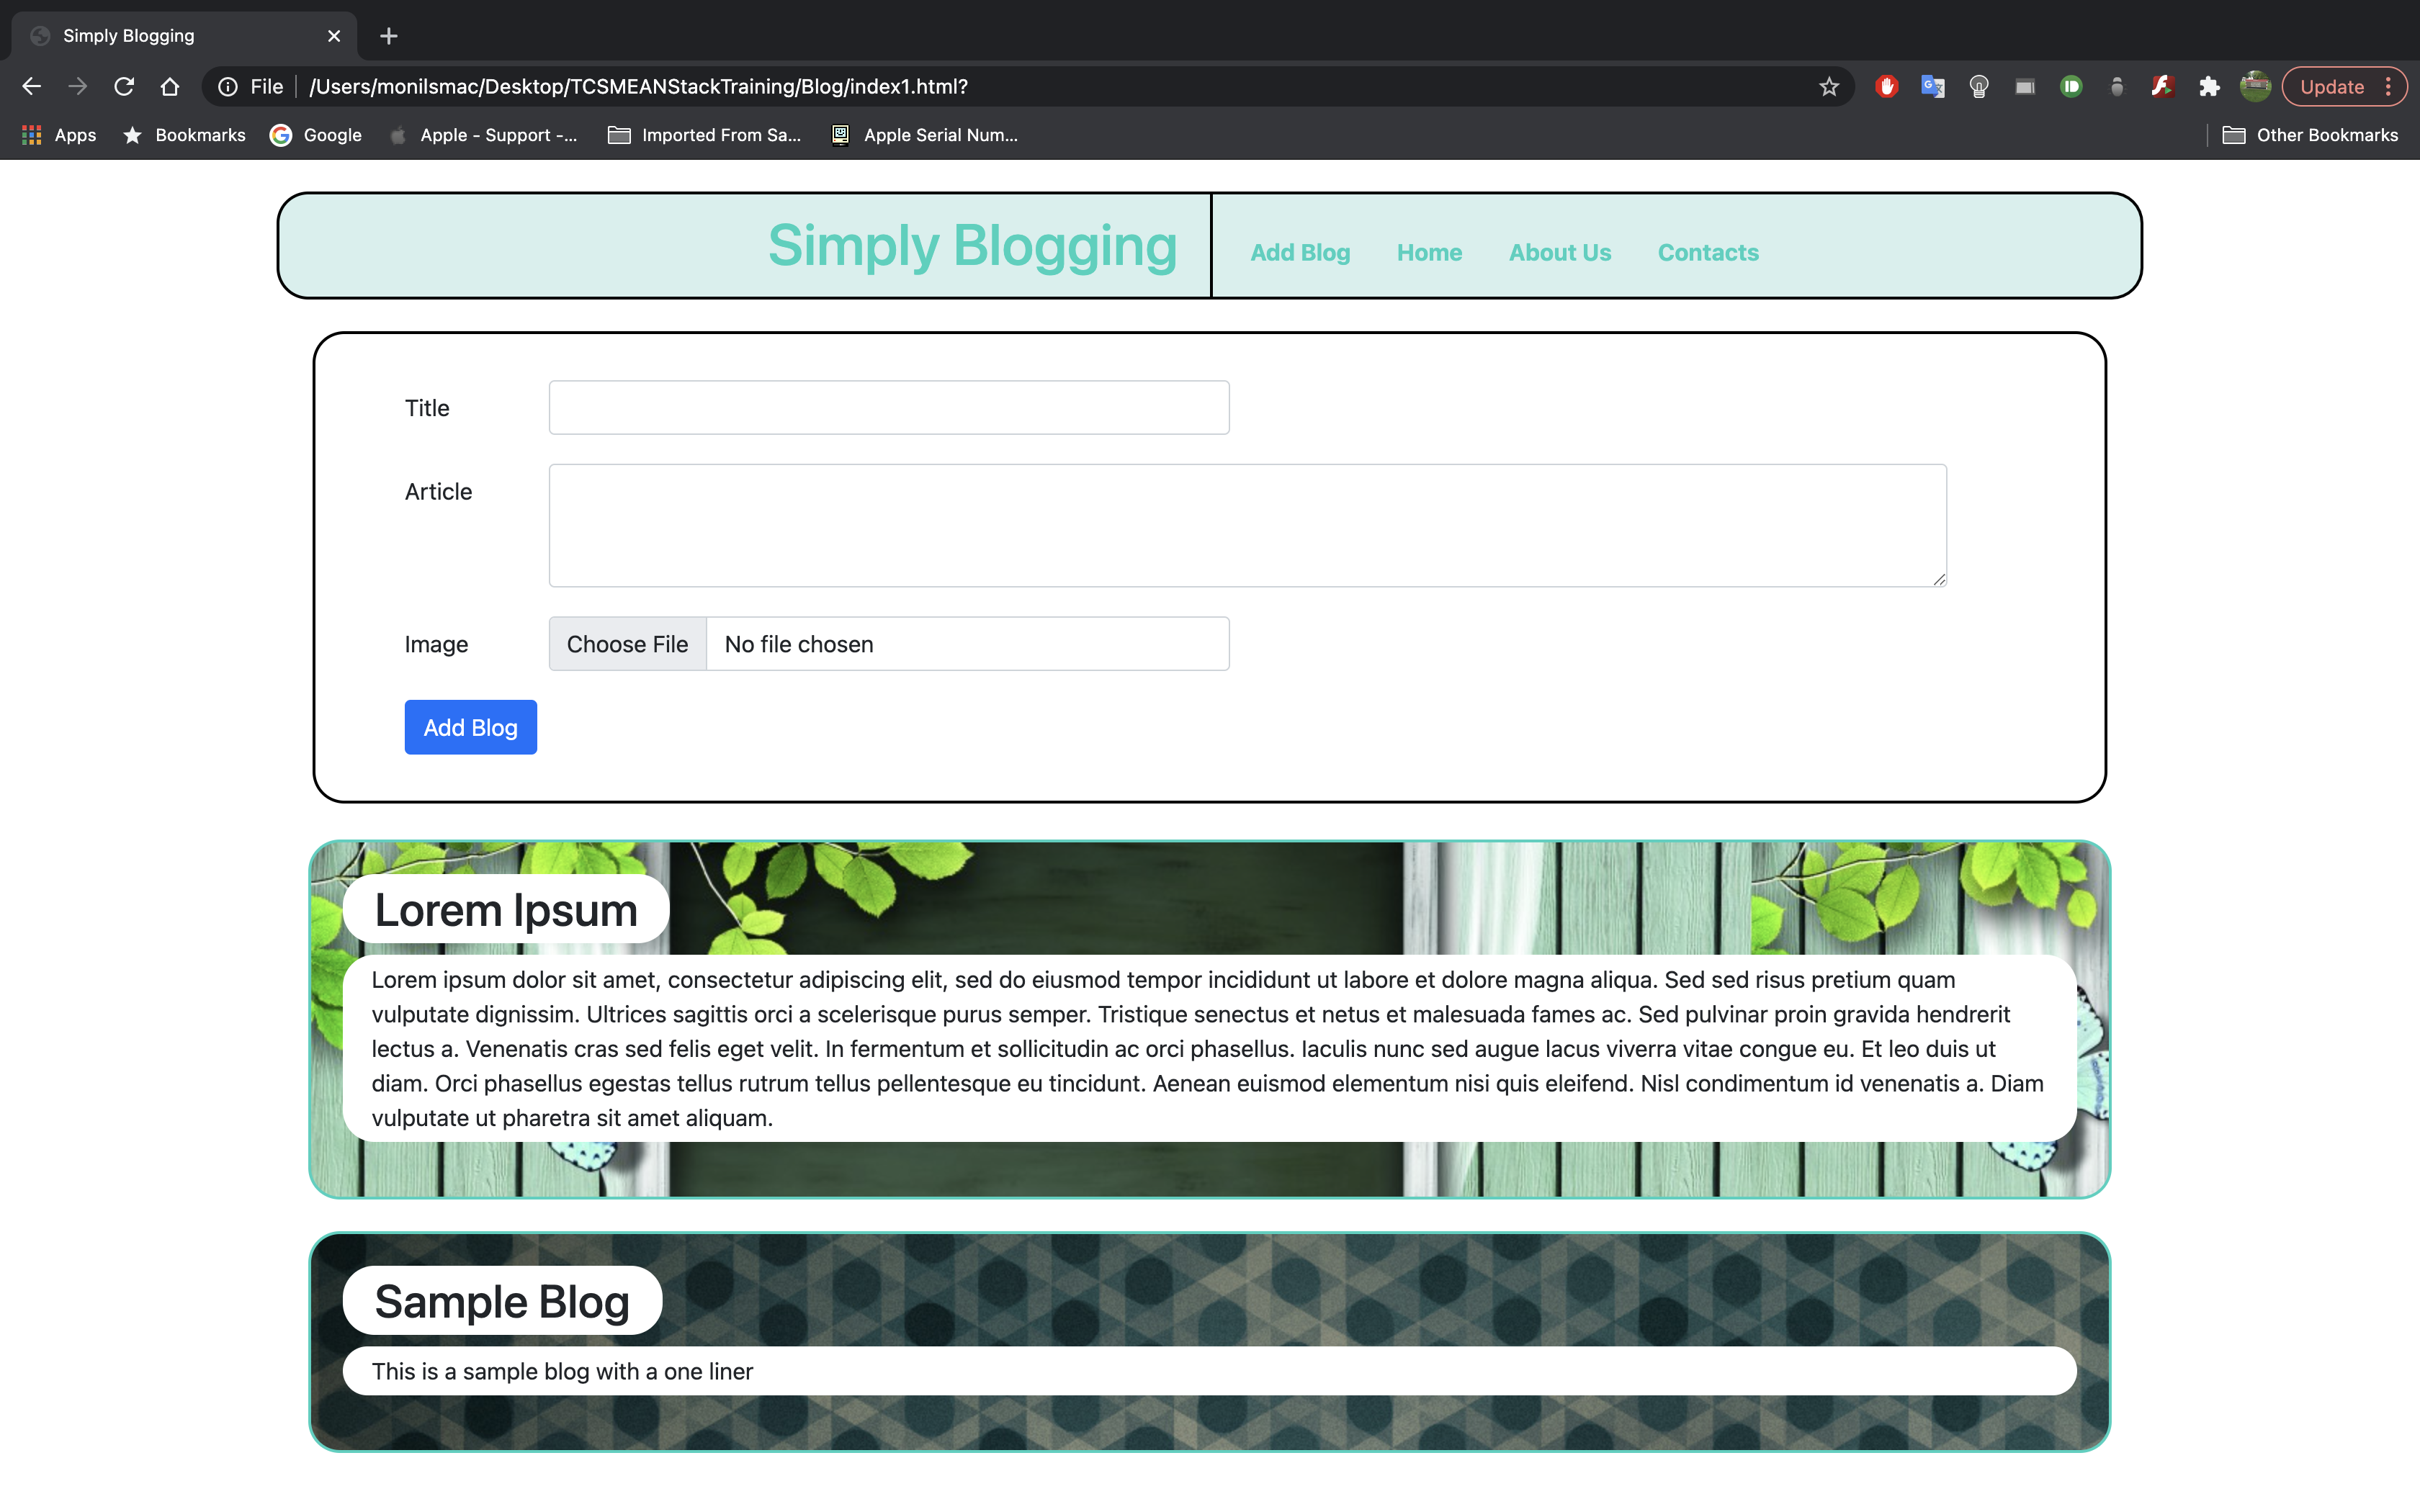 Simply Blogging
File
/Users/monilsmac/Desktop/TCSMEANStackTraining/Blog/index1.html?
Update
Apps
Bookmarks
Google
Apple - Support -...
Imported From Sa...
Apple Serial Num...
Other Bookmarks
Simply Blogging
Add Blog
Home
About Us
Contacts
Title
Article
Image
Choose File
No file chosen
Add Blog
Lorem Ipsum
Lorem ipsum dolor sit amet, consectetur adipiscing elit, sed do eiusmod tempor incididunt ut labore et dolore magna aliqua. Sed sed risus pretium quam
vulputate dignissim. Ultrices sagittis orci a scelerisque purus semper. Tristique senectus et netus et malesuada fames ac. Sed pulvinar proin gravida hendrerit
lectus a. Venenatis cras sed felis eget velit. In fermentum et sollicitudin ac orci phasellus. Iaculis nunc sed augue lacus viverra vitae congue eu. Et leo duis ut
diam. Orci phasellus egestas tellus rutrum tellus pellentesque eu tincidunt. Aenean euismod elementum nisi quis eleifend. Nisl condimentum id venenatis a. Diam
vulputate ut pharetra sit amet aliquam.
Sample Blog
This is a sample blog with a one liner